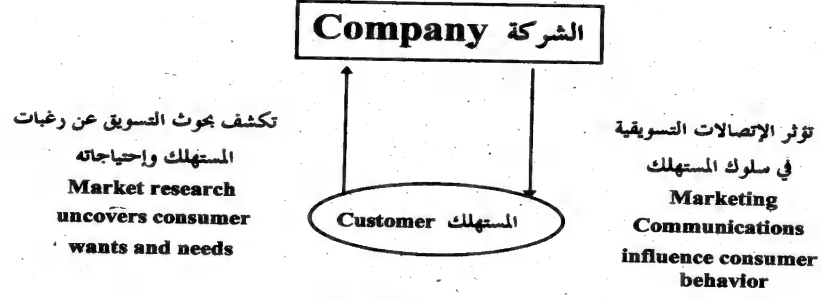 الشركة Company
تكشف بحوث التسويق عن رغبات
المستهلك وإحتياجاته
Market research
uncovers consumer
wants and needs
المستهلك Customer
تؤثر الإتصالات التسويقية
في سلوك المستهلك
Marketing
Communications
influence consumer
behavior